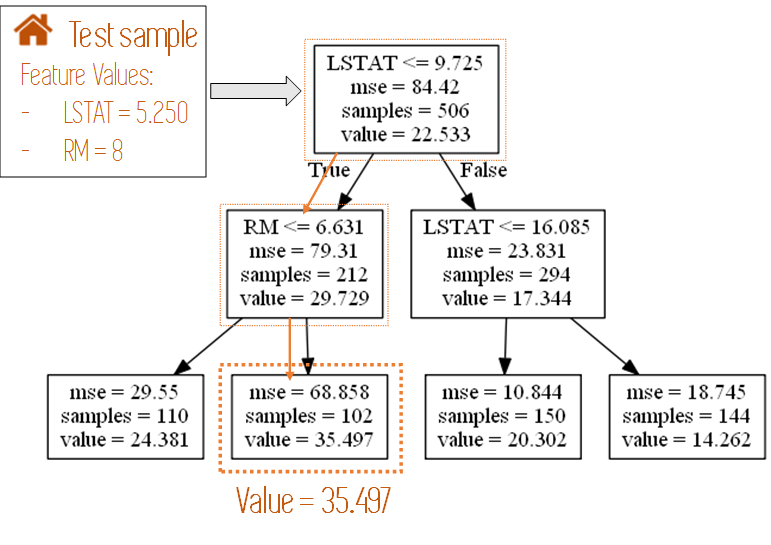 Test sample
Feature Values:
- LSTAT = 5.250
- RM = 8
LSTAT <= 9.725
mse = 84.42
samples = 506
value = 22.533
True
False
RM <= 6.631
mse = 79.31
samples = 212
value = 29.729
LSTAT <= 16.085
mse = 23.831
samples = 294
value = 17.344
mse = 29.55
samples = 110
value = 24.381
mse = 68.858
samples = 102
value = 35.497
mse = 10.844
samples = 150
value = 20.302
mse = 18.745
samples = 144
value = 14.262
Value = 35.497